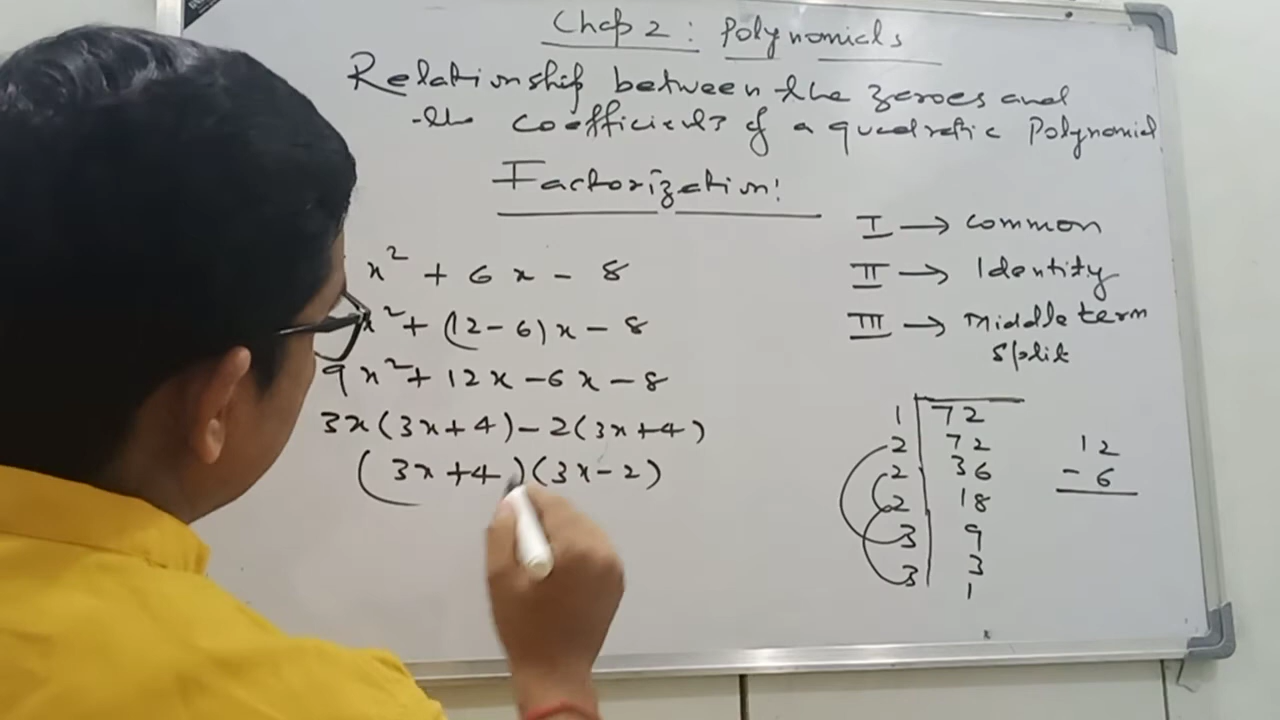 Chap 2 : Polynomials
Relationship between the zeroes and
the coefficients of a quadratic Polynomial
Factorization:
I → Common
II → Identity
III → Middle term
split
x² + 6x - 8
x² + (12-6)x - 8
9x² + 12x - 6x - 8
3x(3x+4) - 2(3x+4)
(3x+4)(3x-2)
1 | 72
2 | 72
2 | 36
2 | 18
3 | 9
3 | 3
1
12
- 6